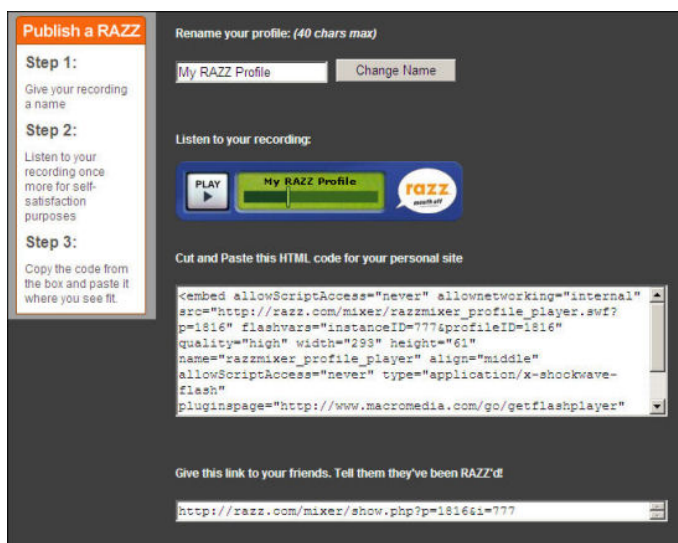 Publish a RAZZ
Step 1:
Give your recording
a name
Step 2:
Listen to your
recording once
more for self-
satisfaction
purposes
Step 3:
Copy the code from
the box and paste it
where you see fit.
Rename your profile: (40 chars max)
My RAZZ Profile
Change Name
Listen to your recording:
PLAY
My RAZZ Profile
razz
mouth off
Cut and Paste this HTML code for your personal site
<embed allowScriptAccess="never" allownetworking="internal"
src="http://razz.com/mixer/razzmixer_profile_player.swf?
p=1816" flashvars="instanceID=777&profileID=1816"
quality="high" width="293" height="61"
name="razzmixer_profile_player" align="middle"
allowScriptAccess="never" type="application/x-shockwave-
flash"
pluginspage="http://www.macromedia.com/go/getflashplayer"
Give this link to your friends. Tell them they've been RAZZ'd!
http://razz.com/mixer/show.php?p=1816&i=777